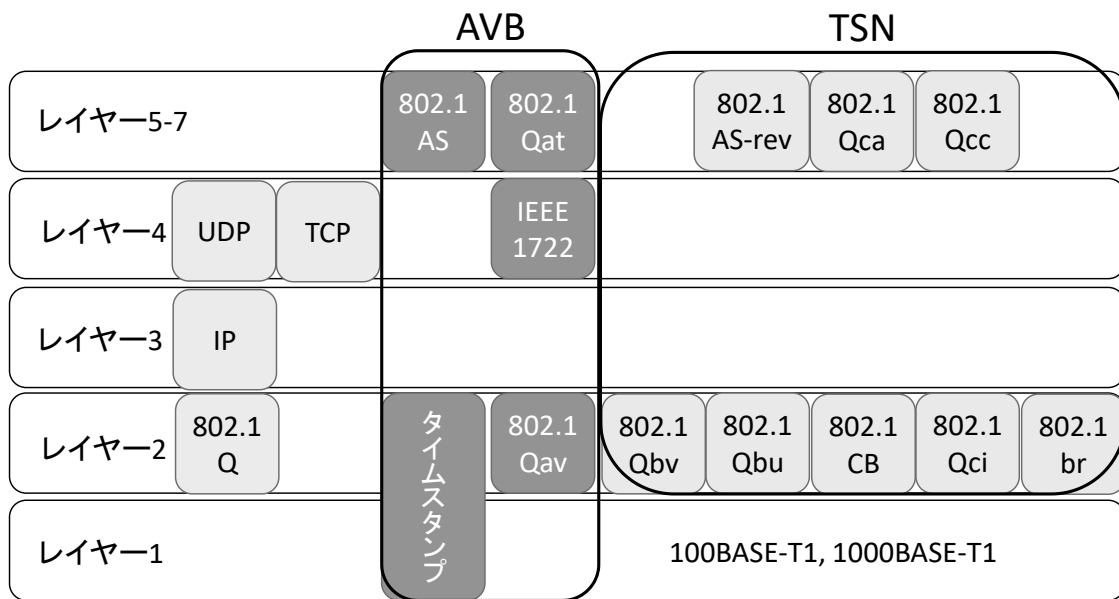 AVB
TSN
レイヤー5-7
802.1
AS
802.1
Qat
802.1
AS-rev
802.1
Qca
802.1
Qcc
レイヤー4
UDP
TCP
IEEE
1722
レイヤー3
IP
レイヤー2
802.1
Q
タイムスタンプ
802.1
Qav
802.1
Qbv
802.1
Qbu
802.1
CB
802.1
Qci
802.1
br
レイヤー1
100BASE-T1, 1000BASE-T1